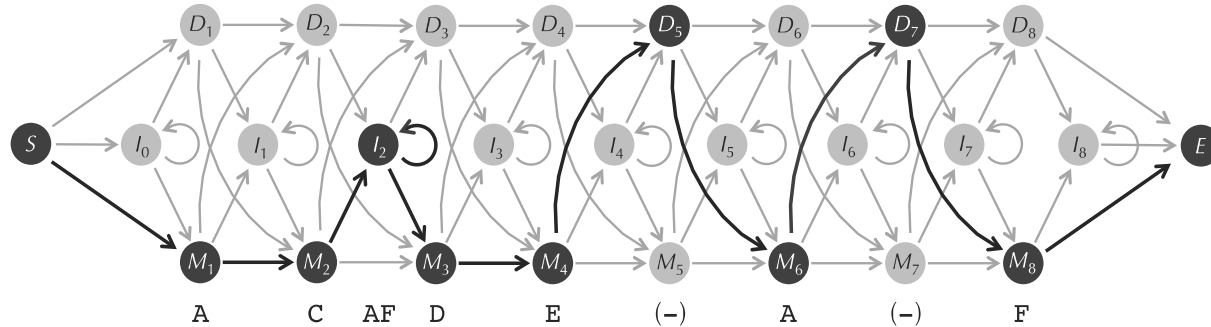 D₁ D₂ D₃ D₄ D₅ D₆ D₇ D₈
S I₀ I₁ I₂ I₃ I₄ I₅ I₆ I₇ I₈ E
M₁ M₂ M₃ M₄ M₅ M₆ M₇ M₈
A C AF D E (-) A (-) F